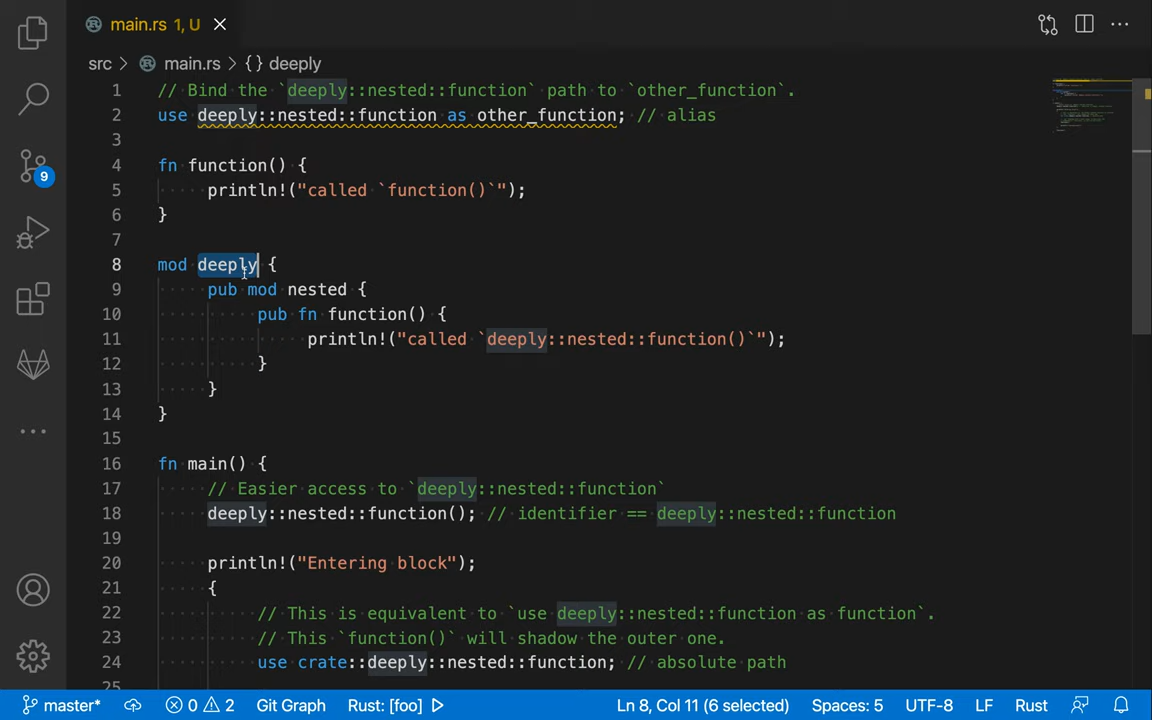 main.rs 1, U
src > main.rs > {} deeply
1 // Bind the `deeply::nested::function` path to `other_function`.
2 use deeply::nested::function as other_function; // alias
3
4 fn function() {
5 println!("called `function()`");
6 }
7
8 mod deeply {
9 pub mod nested {
10 pub fn function() {
11 println!("called `deeply::nested::function()`");
12 }
13 }
14 }
15
16 fn main() {
17 // Easier access to `deeply::nested::function`
18 deeply::nested::function(); // identifier == deeply::nested::function
19
20 println!("Entering block");
21 {
22 // This is equivalent to `use deeply::nested::function as function`.
23 // This `function()` will shadow the outer one.
24 use crate::deeply::nested::function; // absolute path
25
9
master* 0 2 Git Graph Rust: [foo] Ln 8, Col 11 (6 selected) Spaces: 5 UTF-8 LF Rust